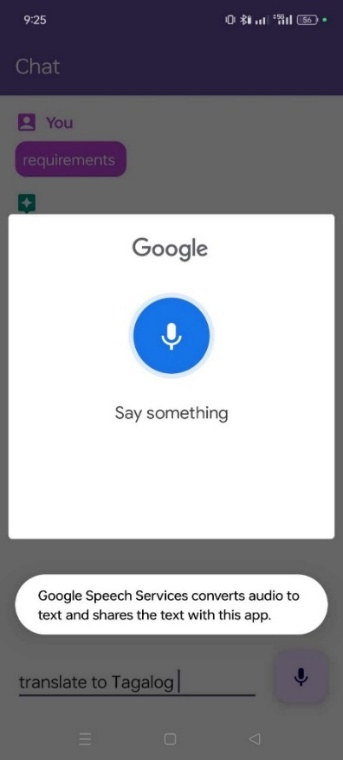 9:25
56
Chat
You
requirements
Google
Say something
Google Speech Services converts audio to
text and shares the text with this app.
translate to Tagalog